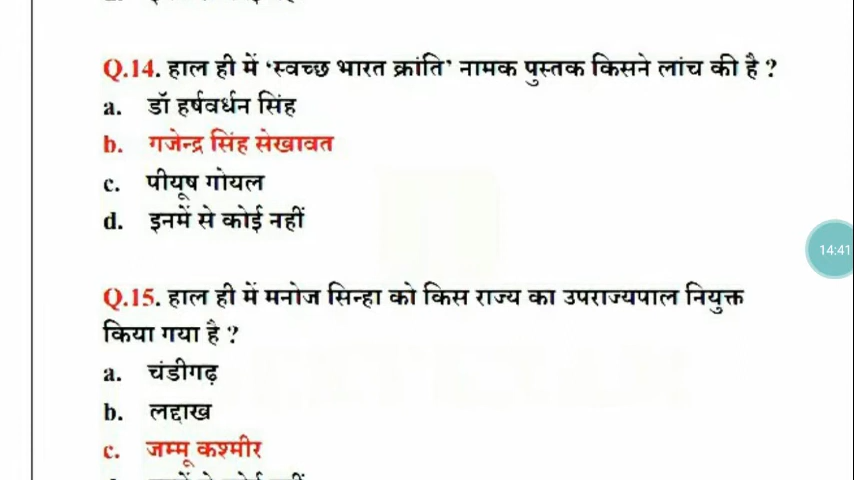 Q.14. हाल ही में ‘स्वच्छ भारत क्रांति’ नामक पुस्तक किसने लांच की है ?
a. डॉ हर्षवर्धन सिंह
b. गजेन्द्र सिंह सेखावत
c. पीयूष गोयल
d. इनमें से कोई नहीं
14:41
Q.15. हाल ही में मनोज सिन्हा को किस राज्य का उपराज्यपाल नियुक्त
किया गया है ?
a. चंडीगढ़
b. लद्दाख
c. जम्मू कश्मीर